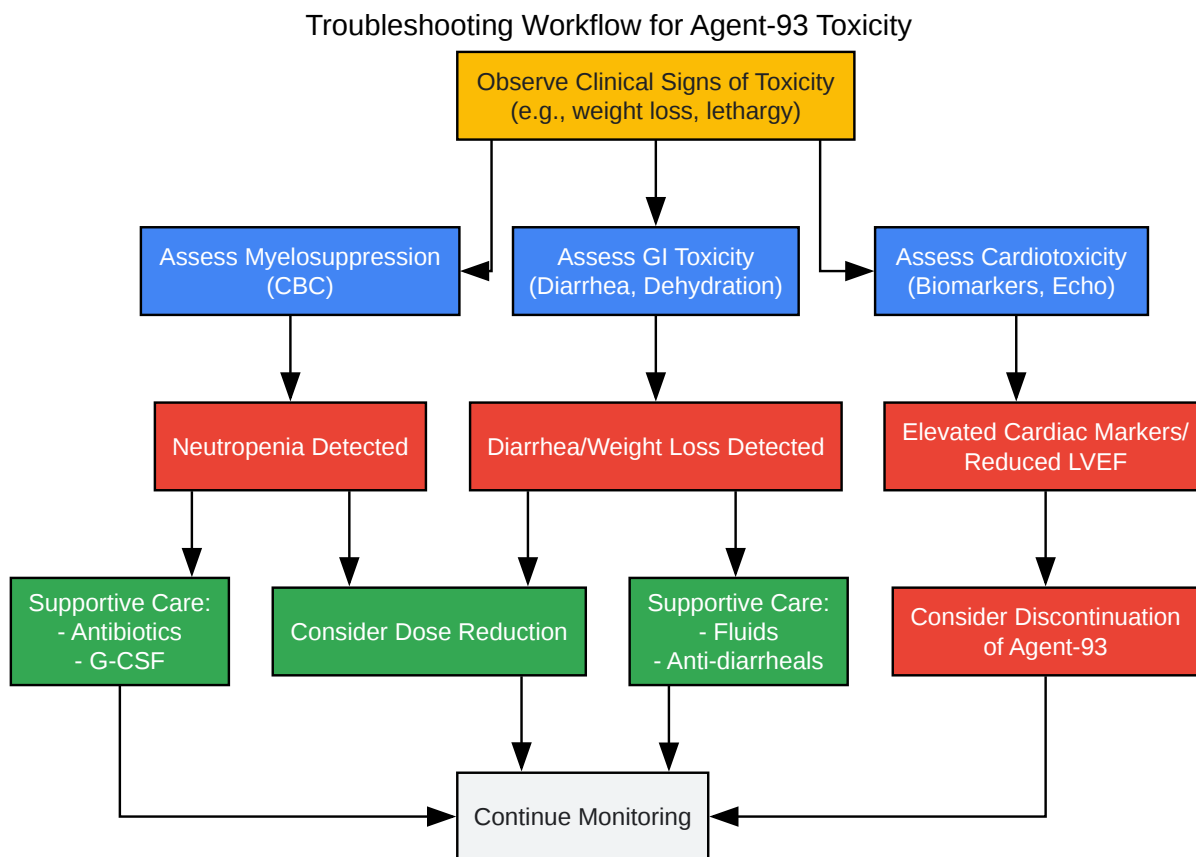 Troubleshooting Workflow for Agent-93 Toxicity
Observe Clinical Signs of Toxicity
(e.g., weight loss, lethargy)
Assess Myelosuppression
(CBC)
Assess GI Toxicity
(Diarrhea, Dehydration)
Assess Cardiotoxicity
(Biomarkers, Echo)
Neutropenia Detected
Diarrhea/Weight Loss Detected
Elevated Cardiac Markers/
Reduced LVEF
Supportive Care:
- Antibiotics
- G-CSF
Consider Dose Reduction
Supportive Care:
- Fluids
- Anti-diarrheals
Consider Discontinuation
of Agent-93
Continue Monitoring